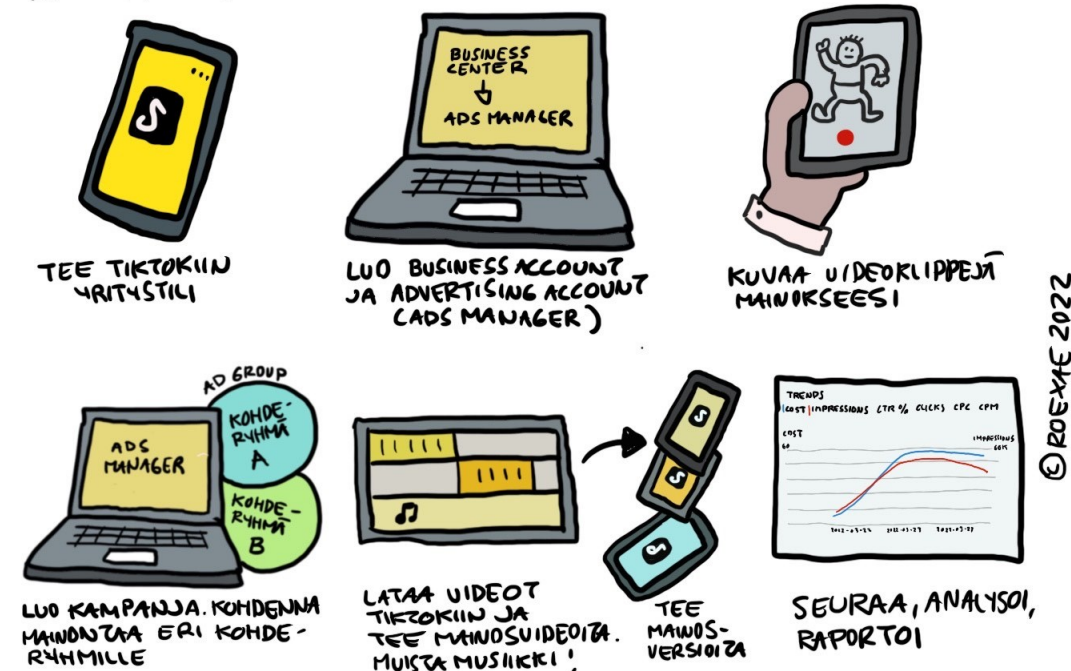 BUSINESS
CENTER
ADS MANAGER
TEE TIKTOKIIN
YRITYSTILI
LUO BUSINESS ACCOUNT
JA ADVERTISING ACCOUNT
(ADS MANAGER)
KUVAA VIDEOKLIPPEJÄ
MAINOKSEESI
© ROEXAE 2022
AD GROUP
ADS
MANAGER
KOHDE-
RYHMÄ
A
KOHDE-
RYHMÄ
B
LUO KAMPANJA. KOHDENNA
MAINONTAA ERI KOHDE-
RYHMILLE
LATAA VIDEOT
TIKTOKIIN JA
TEE MAINOSVIDEOITA.
MUISTA MUSIIKKI!
TEE
MAINOS-
VERSIOITA
TRENDS
COST IMPRESSIONS CTR % CLICKS CPC CPM
COST
60
IMPRESSIONS
60K
SEURAA, ANALYSOI,
RAPORTOI